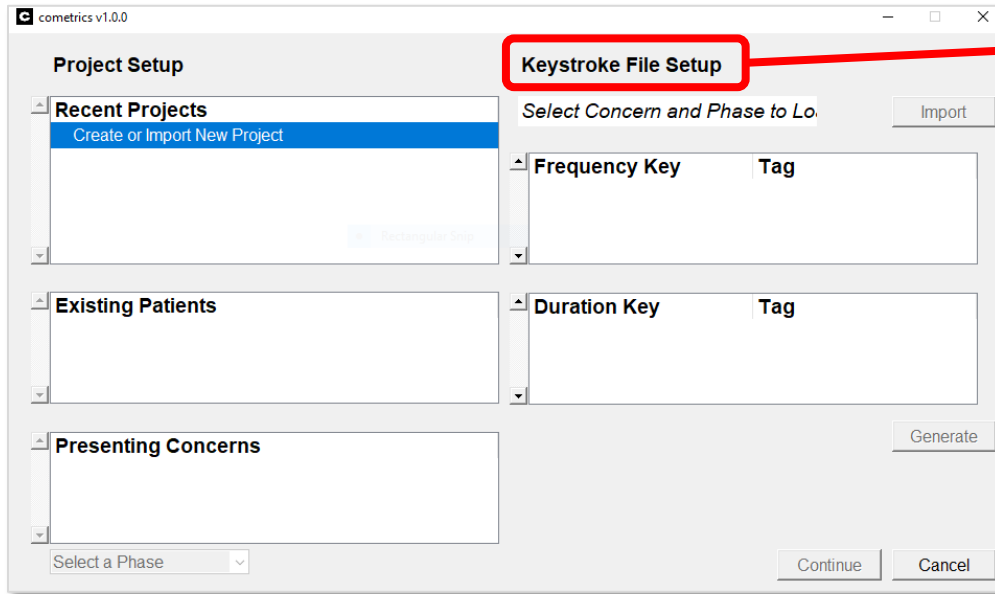 cometrics v1.0.0
Project Setup
Recent Projects
Create or Import New Project
Rectangular Snip
Existing Patients
Presenting Concerns
Select a Phase
Keystroke File Setup
Select Concern and Phase to Lo
Import
Frequency Key Tag
Duration Key Tag
Generate
Continue Cancel